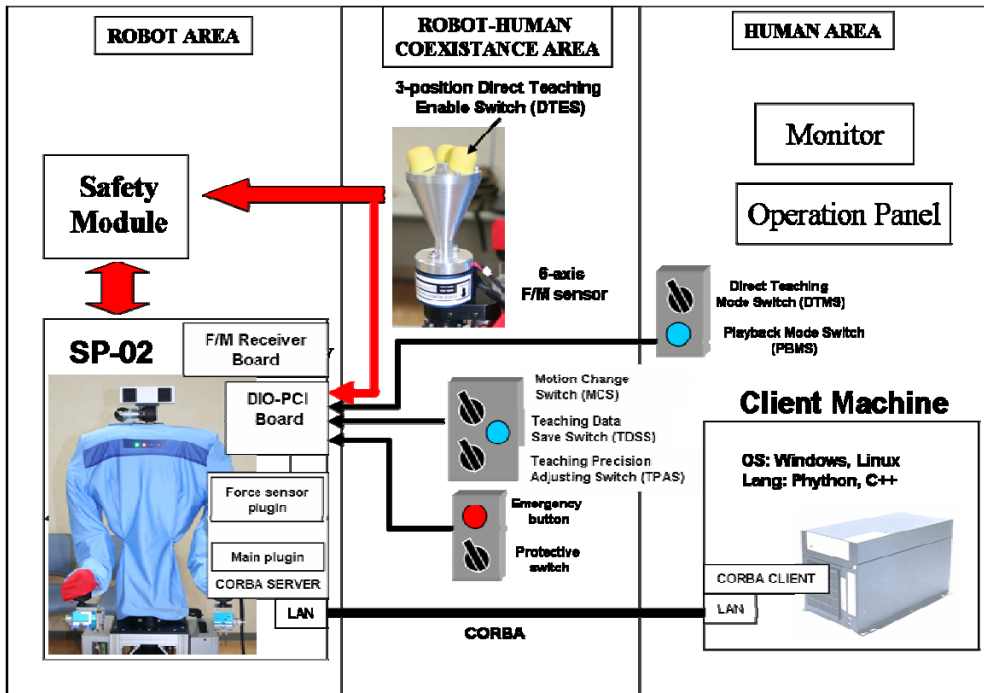 ROBOT AREA
ROBOT-HUMAN
COEXISTANCE AREA
HUMAN AREA
3-position Direct Teaching
Enable Switch (DTES)
Monitor
Safety
Module
Operation Panel
6-axis
F/M sensor
Direct Teaching
Mode Switch (DTMS)
Playback Mode Switch
(PBMS)
SP-02
F/M Receiver
Board
DIO-PCI
Board
Motion Change
Switch (MCS)
Teaching Data
Save Switch (TDSS)
Teaching Precision
Adjusting Switch (TPAS)
Client Machine
OS: Windows, Linux
Lang: Phython, C++
Force sensor
plugin
Emergency
button
Main plugin
Protective
switch
CORBA SERVER
CORBA CLIENT
LAN
LAN
CORBA